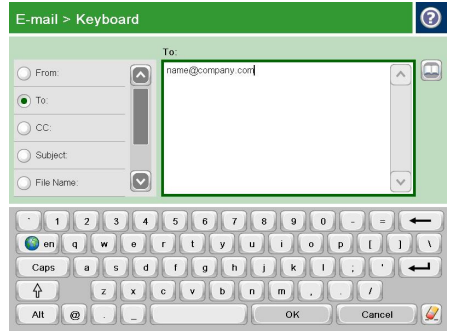 E-mail > Keyboard
?
To:
From:
To:
CC:
Subject:
File Name:
name@company.com
` 1 2 3 4 5 6 7 8 9 0 - =
en q w e r t y u i o p [ ] \
Caps a s d f g h j k l ; '
z x c v b n m , . /
Alt @ . _ OK Cancel